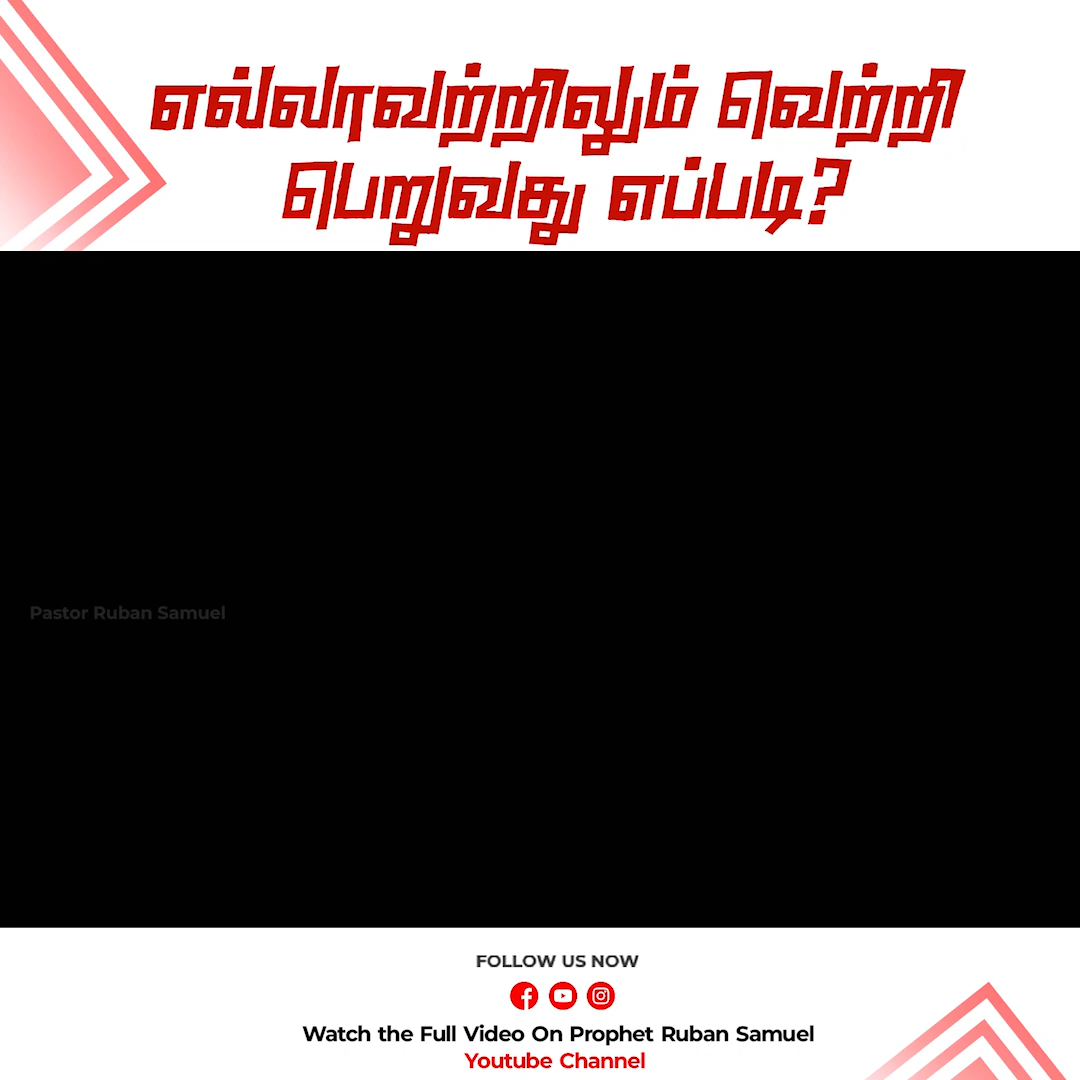 எல்லாவற்றிலும் வெற்றி
பெறுவது எப்படி?
Pastor Ruban Samuel
FOLLOW US NOW
Watch the Full Video On Prophet Ruban Samuel
Youtube Channel